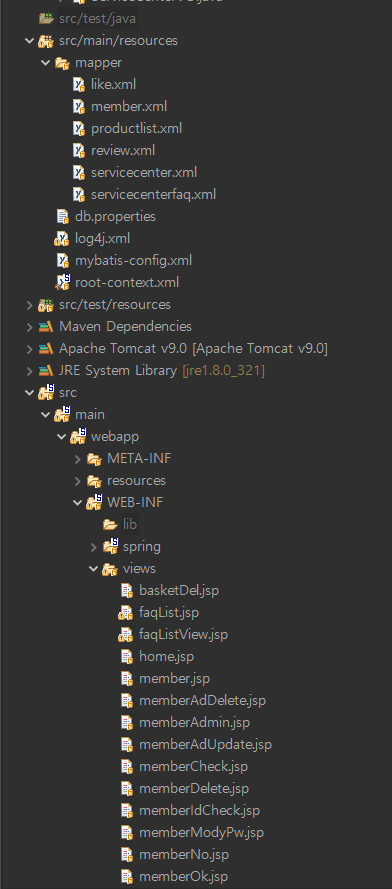 src/test/java
src/main/resources
mapper
like.xml
member.xml
productlist.xml
review.xml
servicecenter.xml
servicecenterfaq.xml
db.properties
log4j.xml
mybatis-config.xml
root-context.xml
src/test/resources
Maven Dependencies
Apache Tomcat v9.0 [Apache Tomcat v9.0]
JRE System Library [jre1.8.0_321]
src
main
webapp
META-INF
resources
WEB-INF
lib
spring
views
basketDel.jsp
faqList.jsp
faqListView.jsp
home.jsp
member.jsp
memberAdDelete.jsp
memberAdmin.jsp
memberAdUpdate.jsp
memberCheck.jsp
memberDelete.jsp
memberIdCheck.jsp
memberModyPw.jsp
memberNo.jsp
memberOk.jsp